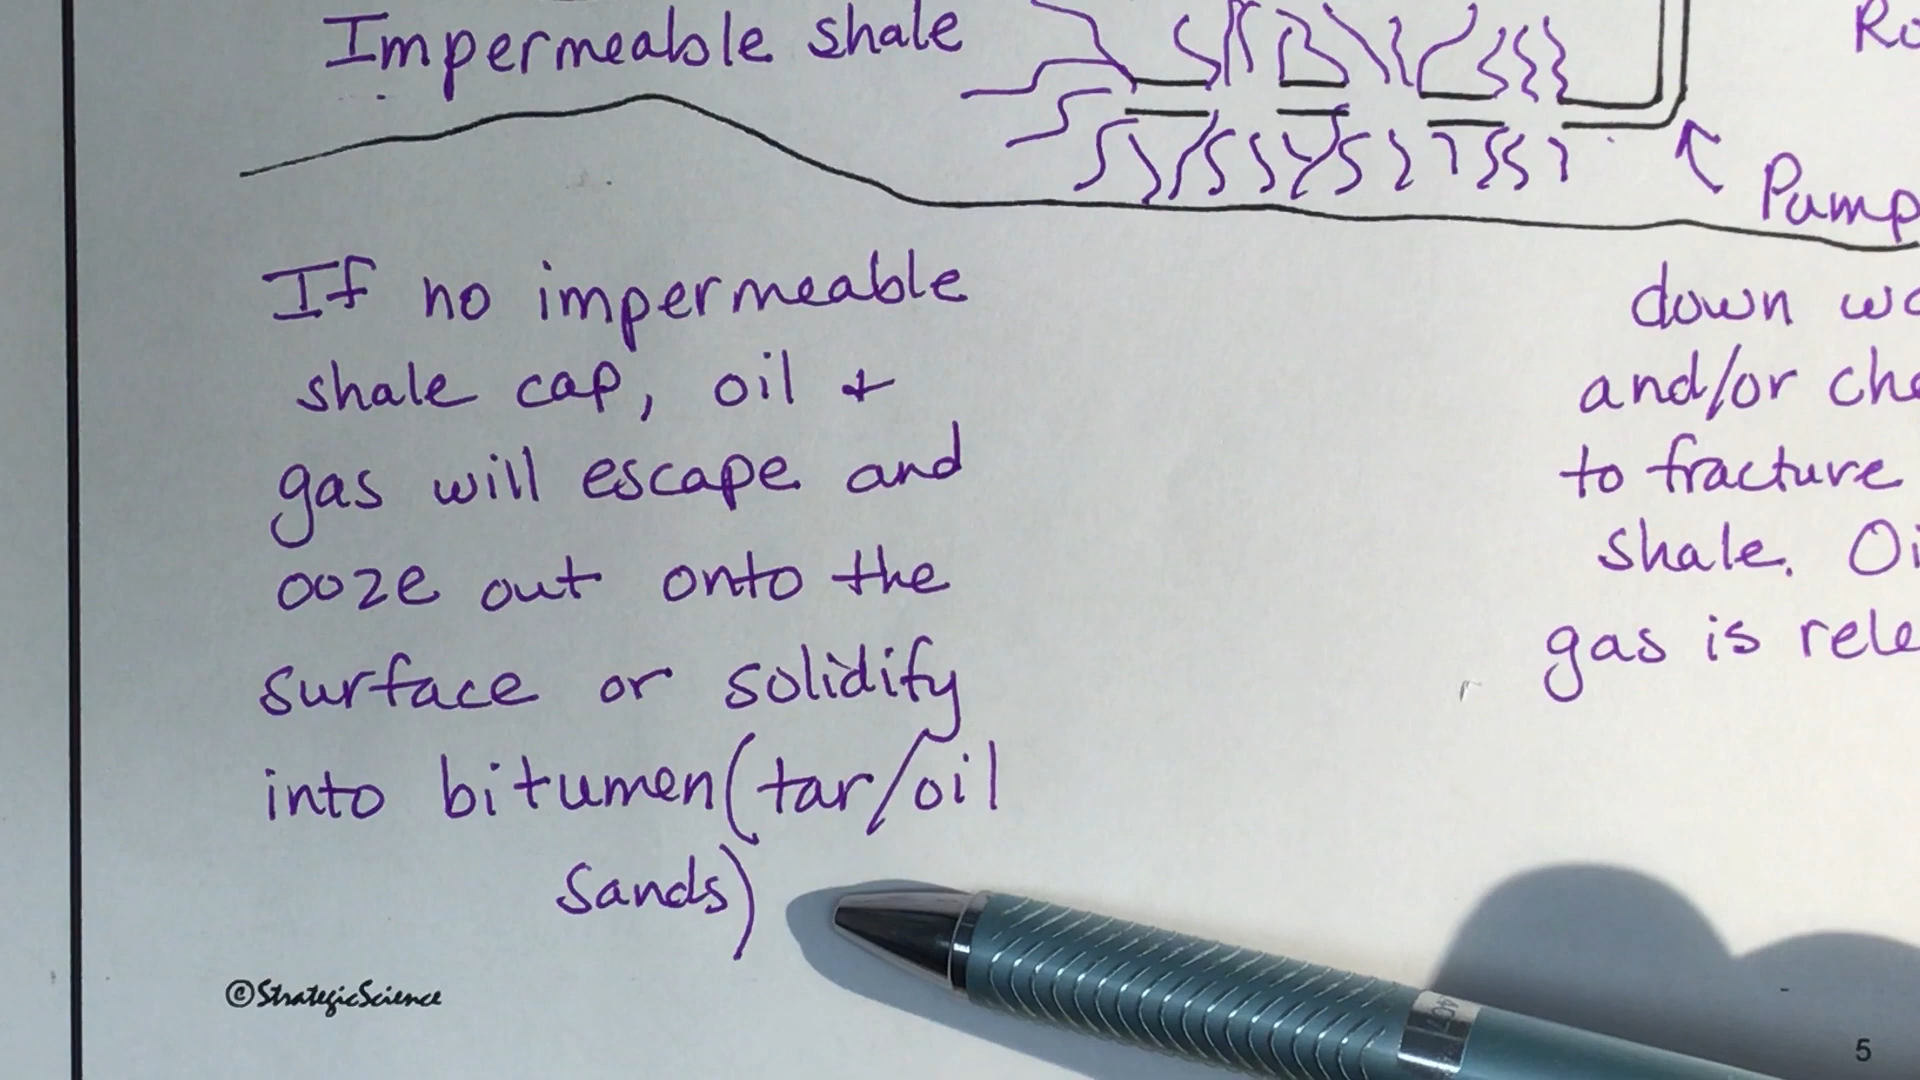 Impermeable shale
If no impermeable
shale cap, oil +
gas will escape and
ooze out onto the
surface or solidify
into bitumen (tar/oil
sands)
Pump
down
and/or
to fracture
shale.
gas is
©StrategicScience
407
5